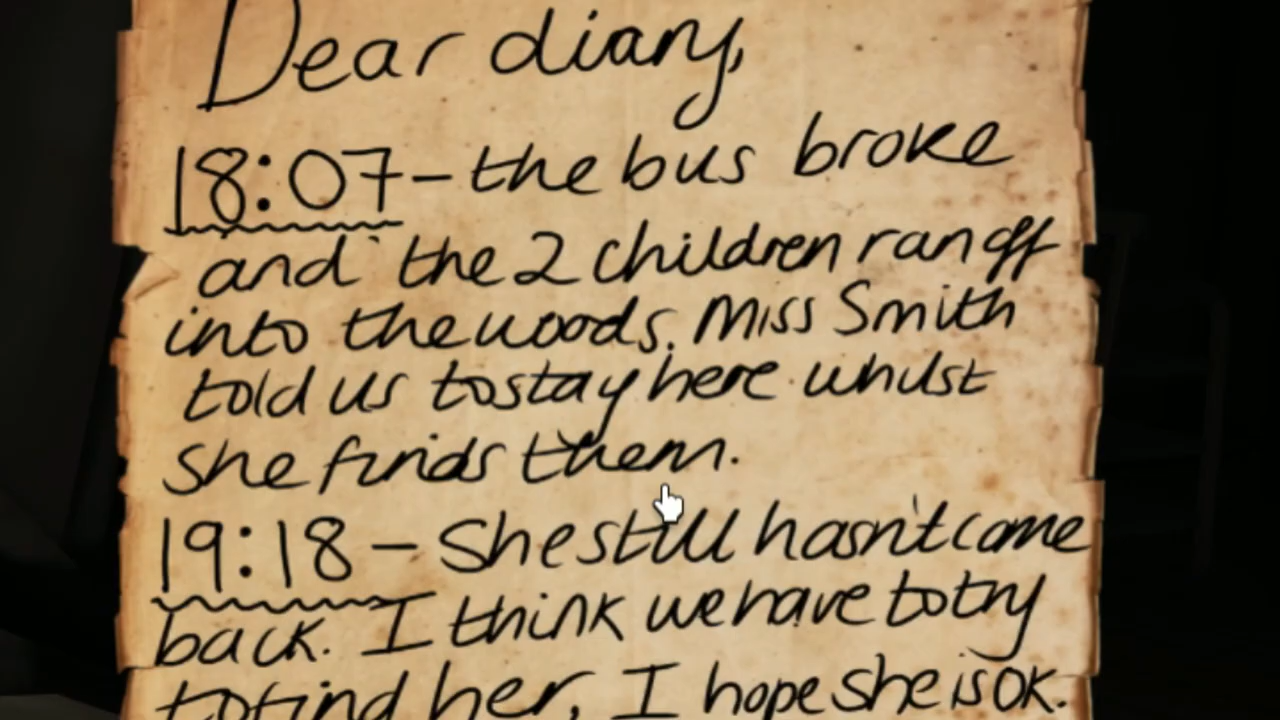 Dear diary,
18:07 - the bus broke
and the 2 children ran off
into the woods. Miss Smith
told us to stay here whilst
She finds them.
19:18 - She still hasn't come
back. I think we have to try
to find her, I hope she is OK.